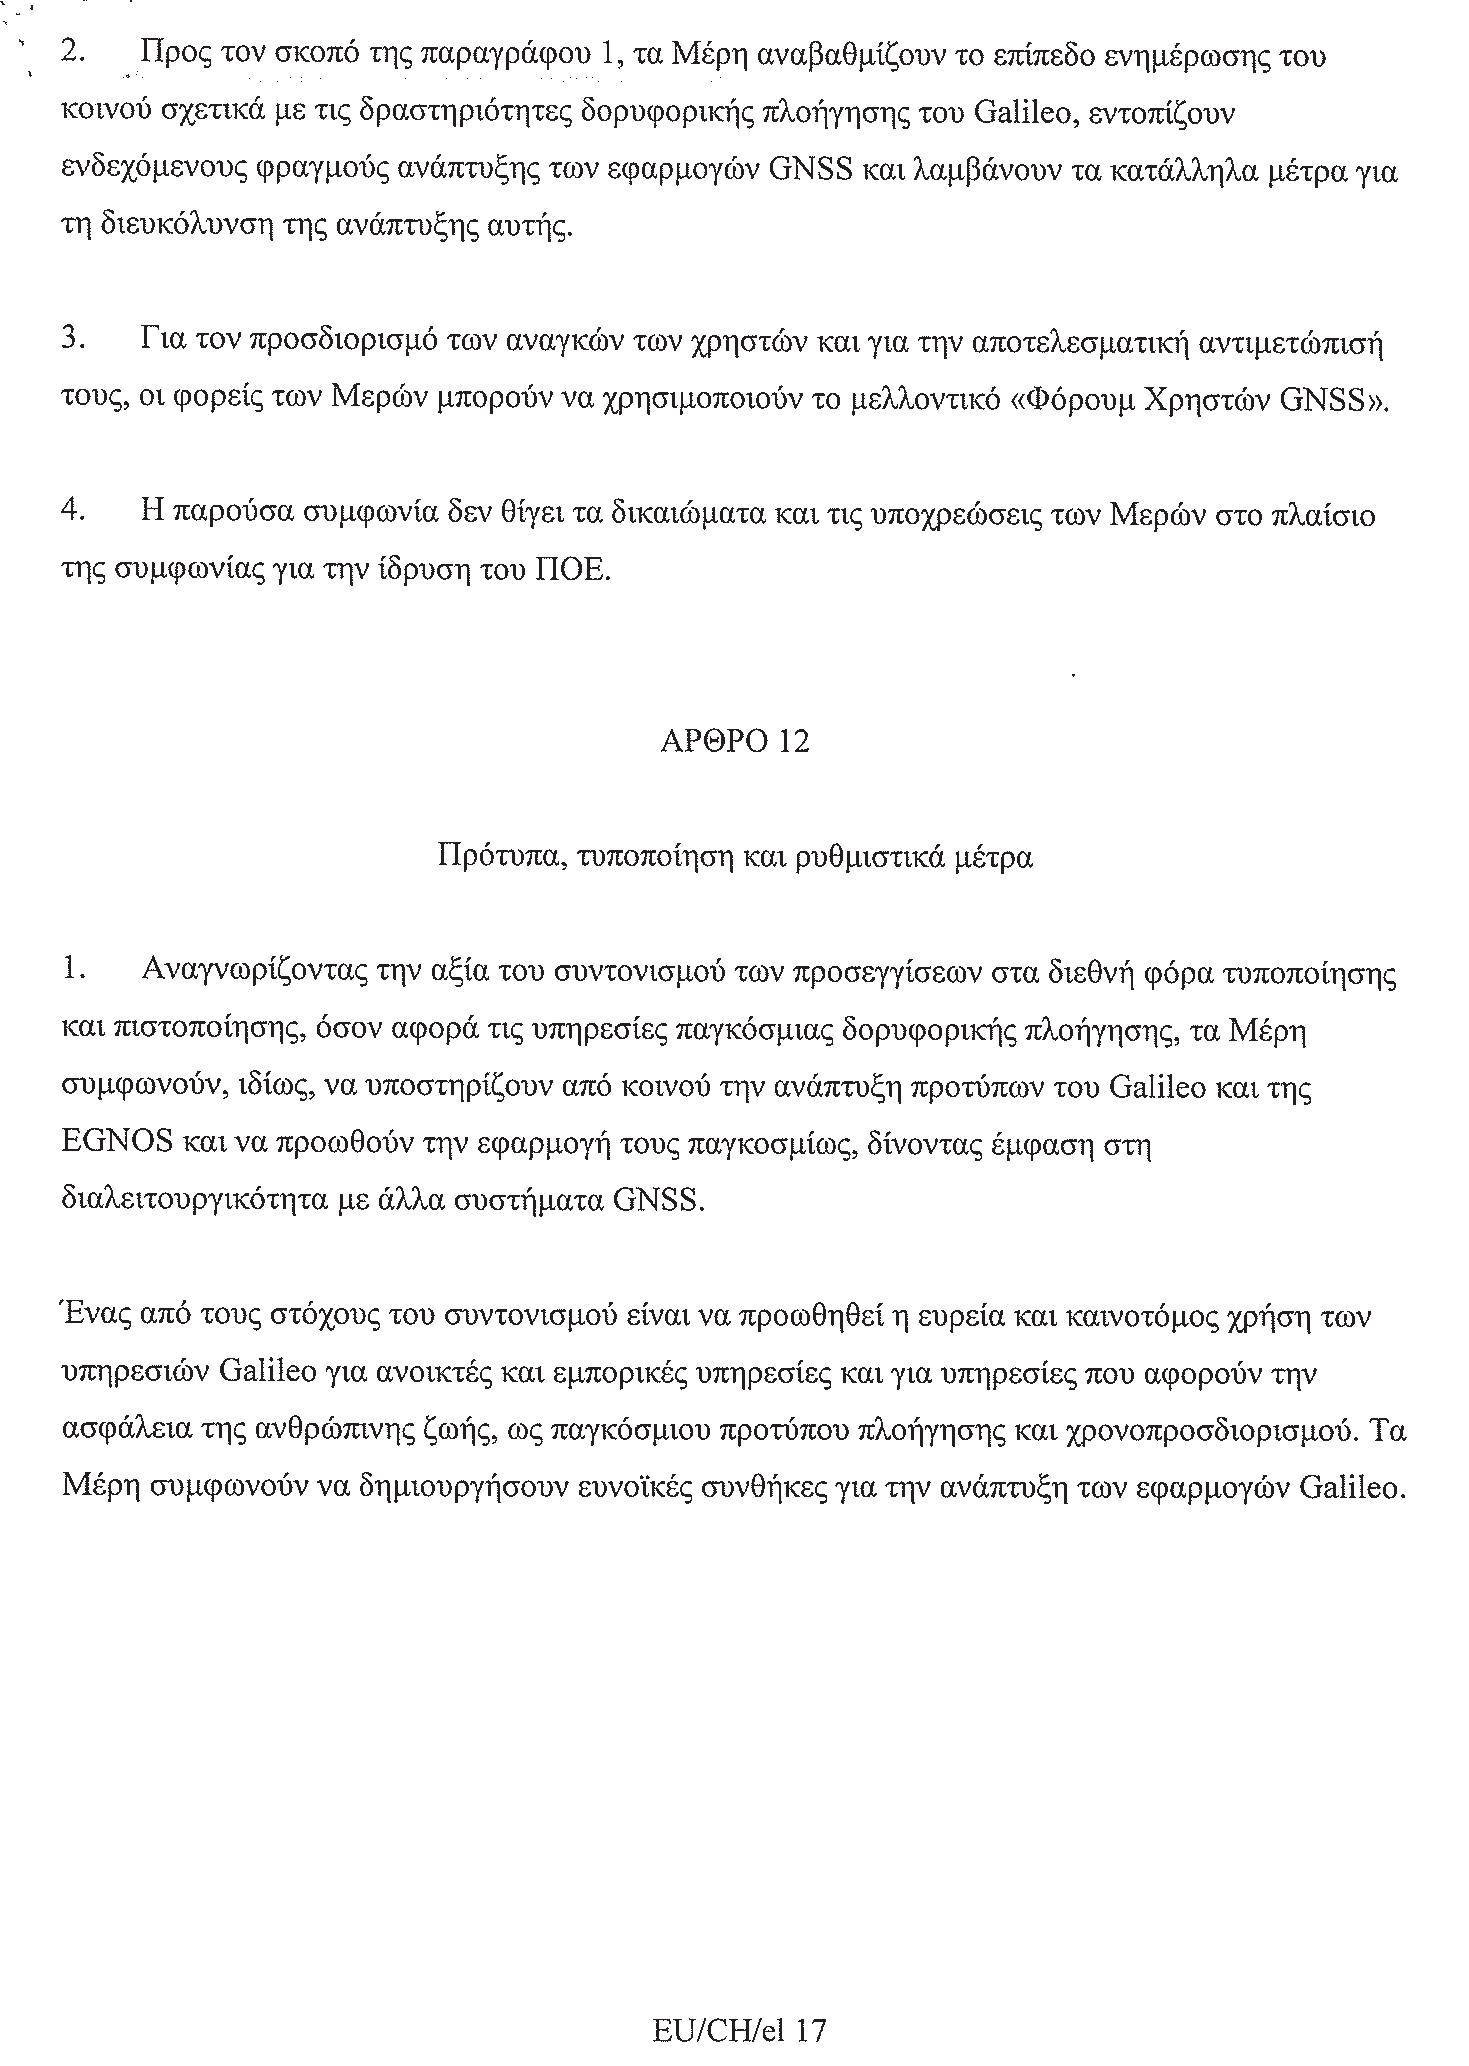 2. Προς τον σκοπό της παραγράφου 1, τα Μέρη αναβαθμίζουν το επίπεδο ενημέρωσης του
κοινού σχετικά με τις δραστηριότητες δορυφορικής πλοήγησης του Galileo, εντοπίζουν
ενδεχόμενους φραγμούς ανάπτυξης των εφαρμογών GNSS και λαμβάνουν τα κατάλληλα μέτρα για
τη διευκόλυνση της ανάπτυξης αυτής.
3. Για τον προσδιορισμό των αναγκών των χρηστών και για την αποτελεσματική αντιμετώπισή
τους, οι φορείς των Μερών μπορούν να χρησιμοποιούν το μελλοντικό «Φόρουμ Χρηστών GNSS».
4. Η παρούσα συμφωνία δεν θίγει τα δικαιώματα και τις υποχρεώσεις των Μερών στο πλαίσιο
της συμφωνίας για την ίδρυση του ΠΟΕ.
ΑΡΘΡΟ 12
Πρότυπα, τυποποίηση και ρυθμιστικά μέτρα
1. Αναγνωρίζοντας την αξία του συντονισμού των προσεγγίσεων στα διεθνή φόρα τυποποίησης
και πιστοποίησης, όσον αφορά τις υπηρεσίες παγκόσμιας δορυφορικής πλοήγησης, τα Μέρη
συμφωνούν, ιδίως, να υποστηρίζουν από κοινού την ανάπτυξη προτύπων του Galileo και της
EGNOS και να προωθούν την εφαρμογή τους παγκοσμίως, δίνοντας έμφαση στη
διαλειτουργικότητα με άλλα συστήματα GNSS.
Ένας από τους στόχους του συντονισμού είναι να προωθηθεί η ευρεία και καινοτόμος χρήση των
υπηρεσιών Galileo για ανοικτές και εμπορικές υπηρεσίες και για υπηρεσίες που αφορούν την
ασφάλεια της ανθρώπινης ζωής, ως παγκόσμιου προτύπου πλοήγησης και χρονοπροσδιορισμού. Τα
Μέρη συμφωνούν να δημιουργήσουν ευνοϊκές συνθήκες για την ανάπτυξη των εφαρμογών Galileo.
EU/CH/el 17